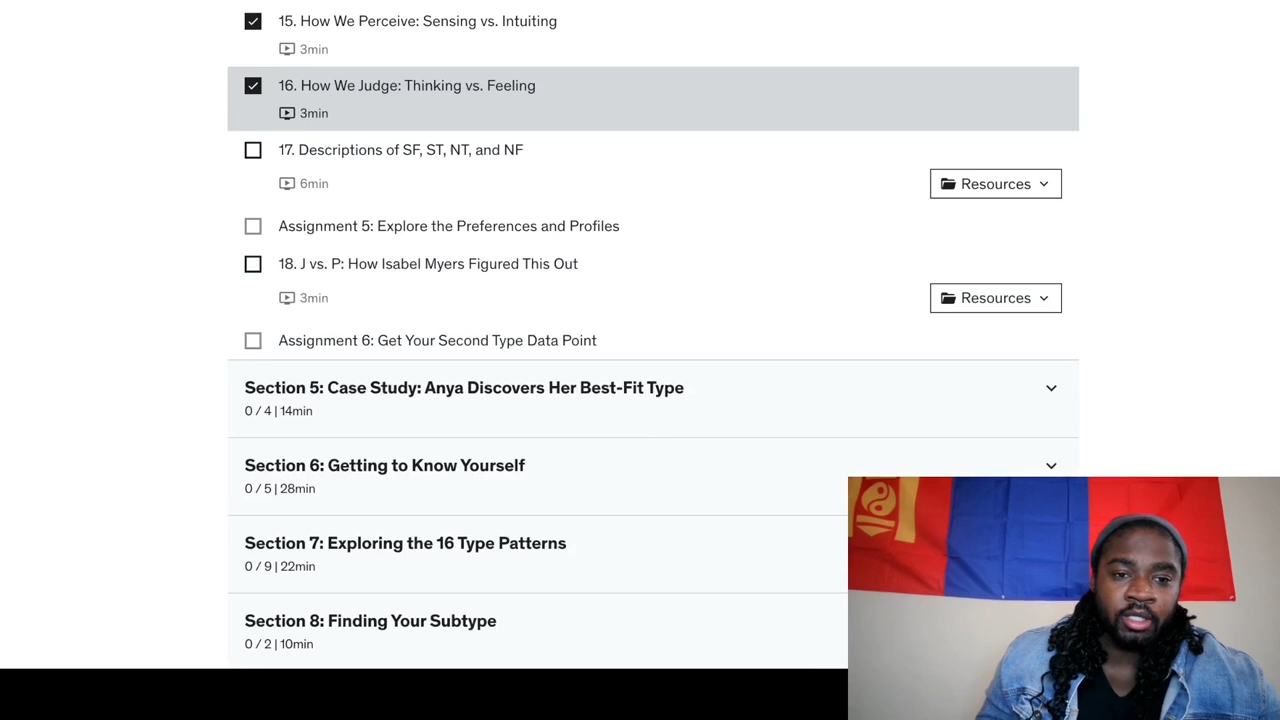 15. How We Perceive: Sensing vs. Intuiting
3min
16. How We Judge: Thinking vs. Feeling
3min
17. Descriptions of SF, ST, NT, and NF
6min
Resources
Assignment 5: Explore the Preferences and Profiles
18. J vs. P: How Isabel Myers Figured This Out
3min
Resources
Assignment 6: Get Your Second Type Data Point
Section 5: Case Study: Anya Discovers Her Best-Fit Type
0 / 4 | 14min
Section 6: Getting to Know Yourself
0 / 5 | 28min
Section 7: Exploring the 16 Type Patterns
0 / 9 | 22min
Section 8: Finding Your Subtype
0 / 2 | 10min